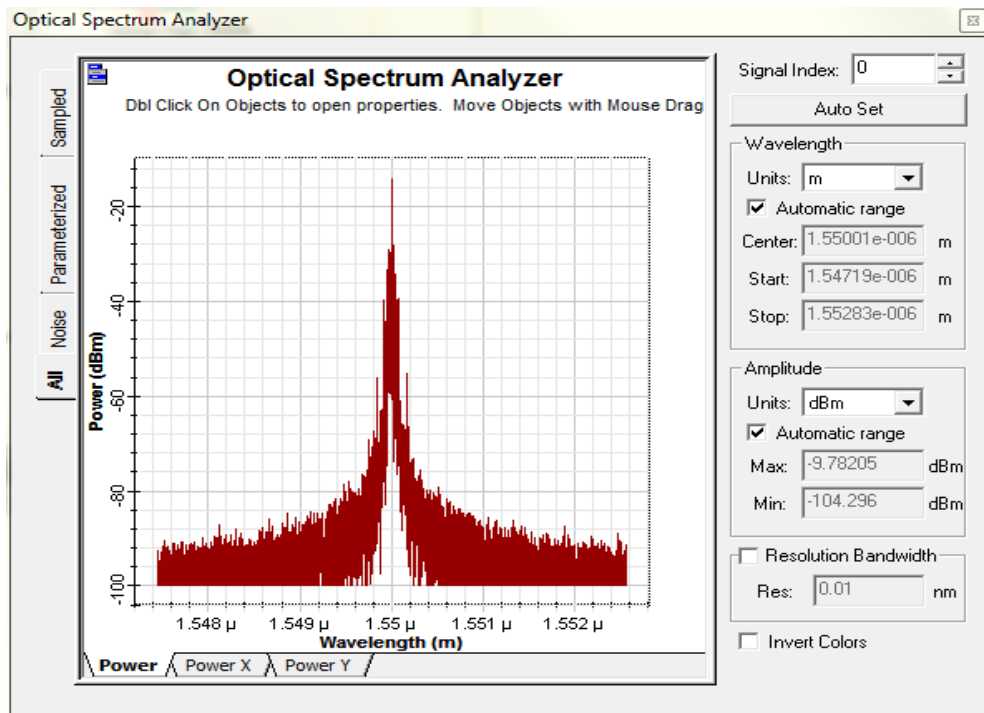 Optical Spectrum Analyzer
Optical Spectrum Analyzer
Dbl Click On Objects to open properties. Move Objects with Mouse Drag
Sampled
Parameterized
Noise
All
Power (dBm)
-20
-40
-60
-80
-100
1.548 µ
1.549 µ
1.55 µ
1.551 µ
1.552 µ
Wavelength (m)
Power
Power X
Power Y
Signal Index: 0
Auto Set
Wavelength
Units: m
Automatic range
Center: 1.55001e-006 m
Start: 1.54719e-006 m
Stop: 1.55283e-006 m
Amplitude
Units: dBm
Automatic range
Max: -9.78205 dBm
Min: -104.296 dBm
Resolution Bandwidth
Res: 0.01 nm
Invert Colors